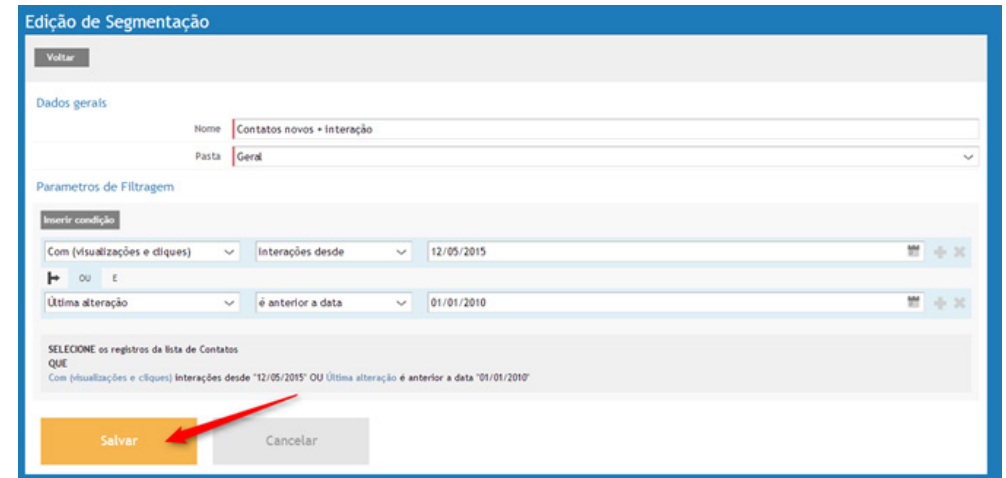 Edição de Segmentação
Voltar
Dados gerais
Nome Contatos novos + interação
Pasta Geral
Parametros de Filtragem
Inserir condição
Com (visualizações e cliques) interações desde 12/05/2015
OU E
Última alteração é anterior a data 01/01/2010
SELECIONE os registros da lista de Contatos
QUE
Com (visualizações e cliques) interações desde "12/05/2015" OU Última alteração é anterior a data "01/01/2010"
Salvar Cancelar